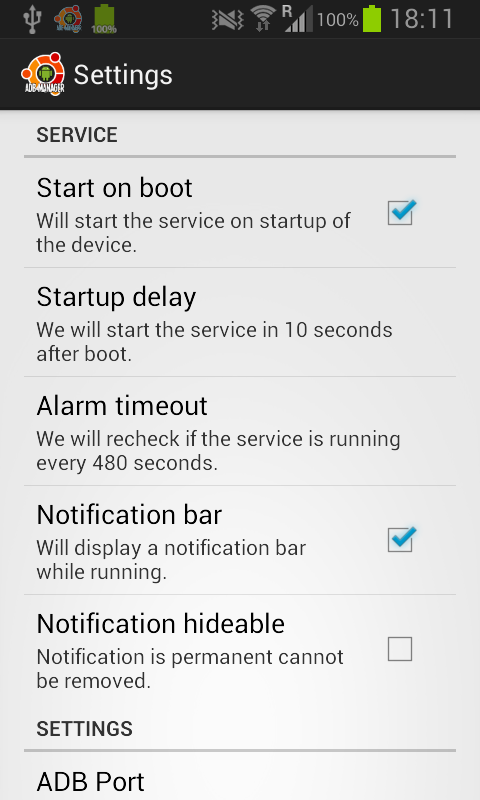 R 100% 18:11
100%
ADB MANAGER Settings
SERVICE
Start on boot
Will start the service on startup of
the device.
Startup delay
We will start the service in 10 seconds
after boot.
Alarm timeout
We will recheck if the service is running
every 480 seconds.
Notification bar
Will display a notification bar
while running.
Notification hideable
Notification is permanent cannot
be removed.
SETTINGS
ADB Port